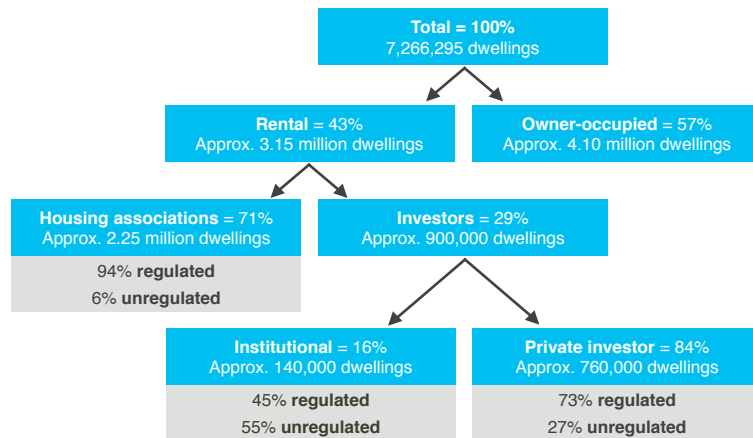 Total = 100%
7,266,295 dwellings
Rental = 43%
Approx. 3.15 million dwellings
Owner-occupied = 57%
Approx. 4.10 million dwellings
Housing associations = 71%
Approx. 2.25 million dwellings
94% regulated
6% unregulated
Investors = 29%
Approx. 900,000 dwellings
Institutional = 16%
Approx. 140,000 dwellings
45% regulated
55% unregulated
Private investor = 84%
Approx. 760,000 dwellings
73% regulated
27% unregulated